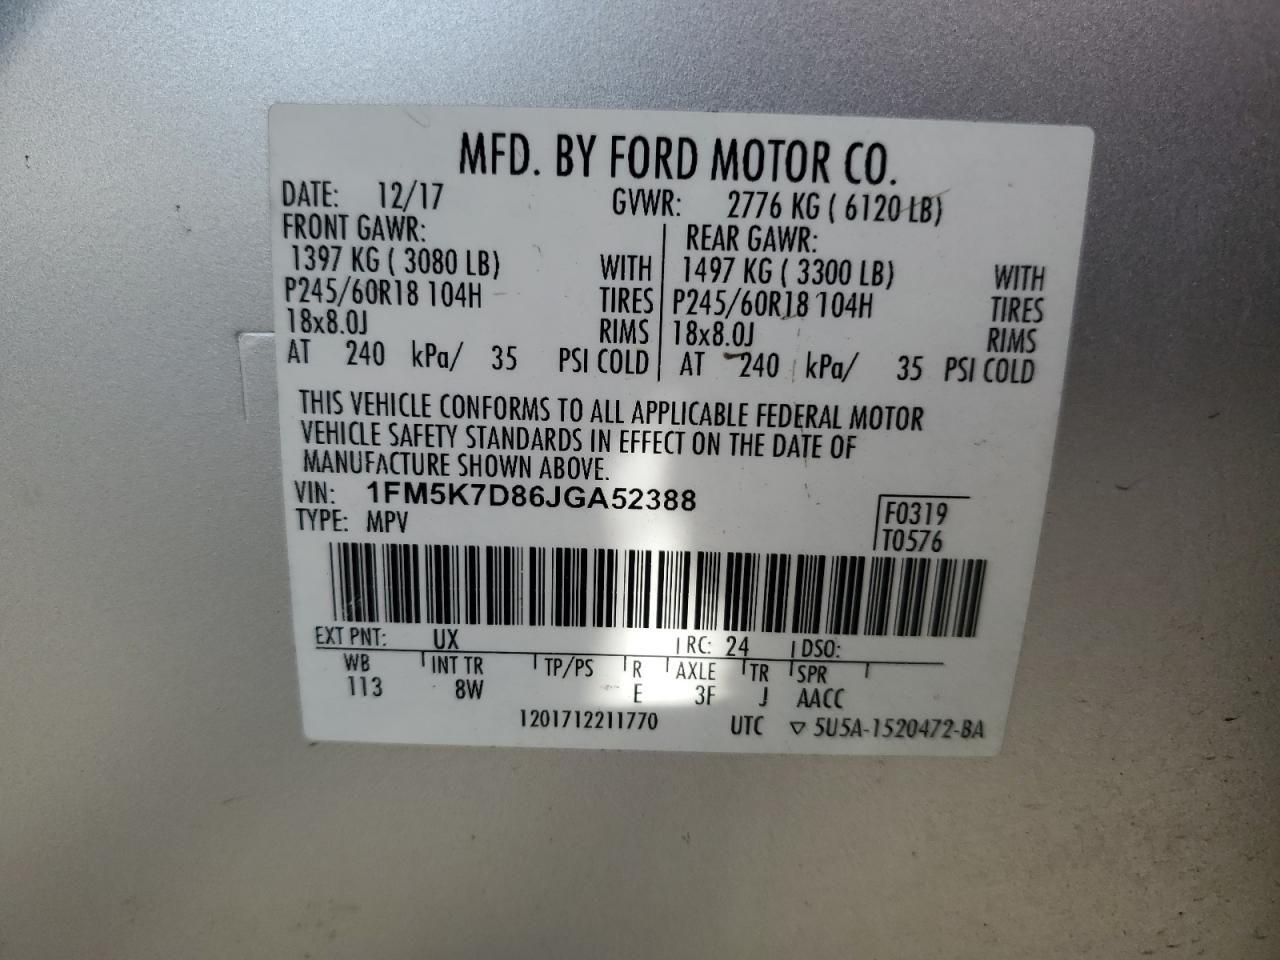 MFD. BY FORD MOTOR CO.
DATE: 12/17 GVWR: 2776 KG ( 6120 LB)
FRONT GAWR: REAR GAWR:
1397 KG ( 3080 LB) WITH 1497 KG ( 3300 LB) WITH
P245/60R18 104H TIRES P245/60R18 104H TIRES
18x8.0J RIMS 18x8.0J RIMS
AT 240 kPa/ 35 PSI COLD AT 240 kPa/ 35 PSI COLD
THIS VEHICLE CONFORMS TO ALL APPLICABLE FEDERAL MOTOR
VEHICLE SAFETY STANDARDS IN EFFECT ON THE DATE OF
MANUFACTURE SHOWN ABOVE.
VIN: 1FM5K7D86JGA52388
TYPE: MPV
F0319
T0576
EXT PNT: UX RC: 24 DSO:
WB INT TR TP/PS R AXLE TR SPR
113 8W E 3F J AACC
1201712211770 UTC ▽ 5U5A-1520472-BA